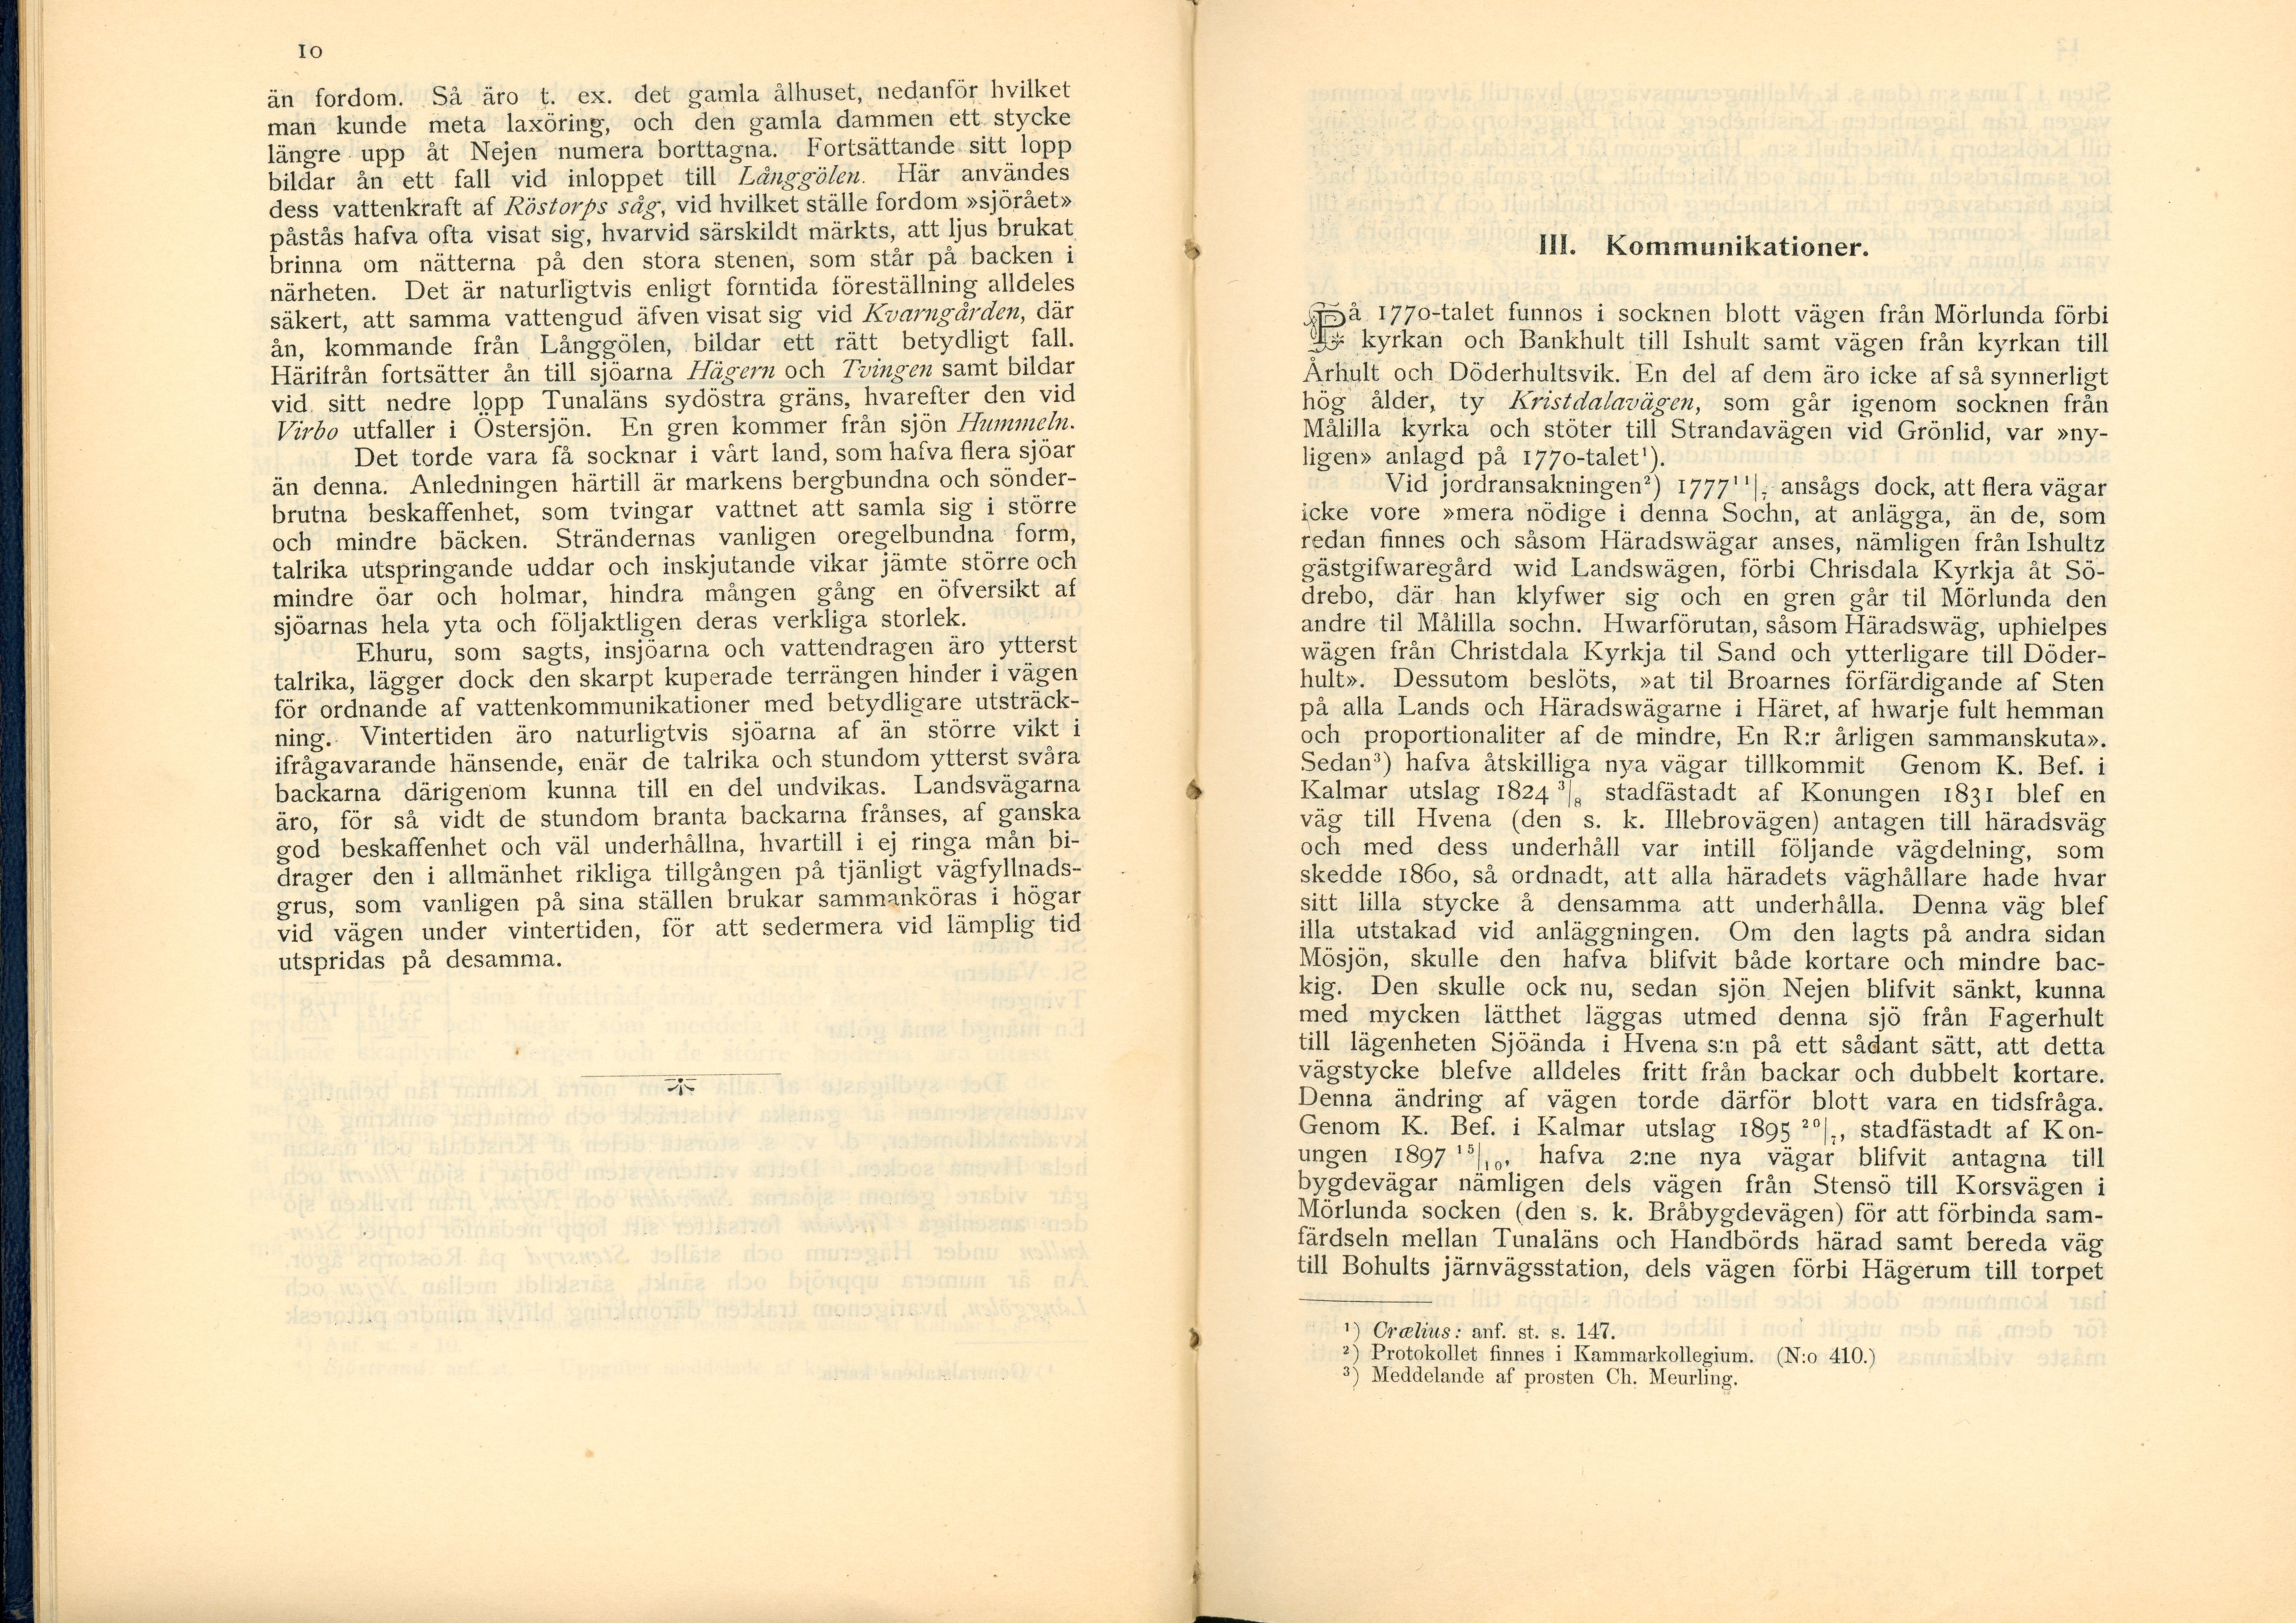 10
än fordom. Så äro t. ex. det gamla ålhuset, nedanför hvilket
man kunde meta laxöring, och den gamla dammen ett stycke
längre upp åt Nejen numera borttagna. Fortsättande sitt lopp
bildar ån ett fall vid inloppet till Långgölen. Här användes
dess vattenkraft af Röstorps såg, vid hvilket ställe fordom »sjörået»
påstås hafva ofta visat sig, hvarvid särskildt märkts, att ljus brukat
brinna om nätterna på den stora stenen, som står på backen i
närheten. Det är naturligtvis enligt forntida föreställning alldeles
säkert, att samma vattengud äfven visat sig vid Kvarngården, där
ån, kommande från Långgölen, bildar ett rätt betydligt fall.
Härifrån fortsätter ån till sjöarna Hägern och Tvingen samt bildar
vid sitt nedre lopp Tunaläns sydöstra gräns, hvarefter den vid
Virbo utfaller i Östersjön. En gren kommer från sjön Hummeln.
Det torde vara få socknar i vårt land, som hafva flera sjöar
än denna. Anledningen härtill är markens bergbundna och sönder-
brutna beskaffenhet, som tvingar vattnet att samla sig i större
och mindre bäcken. Strändernas vanligen oregelbundna form,
talrika utspringande uddar och inskjutande vikar jämte större och
mindre öar och holmar, hindra mången gång en öfversikt af
sjöarnas hela yta och följaktligen deras verkliga storlek.
Ehuru, som sagts, insjöarna och vattendragen äro ytterst
talrika, lägger dock den skarpt kuperade terrängen hinder i vägen
för ordnande af vattenkommunikationer med betydligare utsträck-
ning. Vintertiden äro naturligtvis sjöarna af än större vikt i
ifrågavarande hänsende, enär de talrika och stundom ytterst svåra
backarna därigenom kunna till en del undvikas. Landsvägarna
äro, för så vidt de stundom branta backarna frånses, af ganska
god beskaffenhet och väl underhållna, hvartill i ej ringa mån bi-
drager den i allmänhet rikliga tillgången på tjänligt vägfyllnads-
grus, som vanligen på sina ställen brukar sammanköras i högar
vid vägen under vintertiden, för att sedermera vid lämplig tid
utspridas på desamma.
III. Kommunikationer.
På 1770-talet funnos i socknen blott vägen från Mörlunda förbi
kyrkan och Bankhult till Ishult samt vägen från kyrkan till
Århult och Döderhultsvik. En del af dem äro icke af så synnerligt
hög ålder, ty Kristdalavägen, som går igenom socknen från
Målilla kyrka och stöter till Strandavägen vid Grönlid, var »ny-
ligen» anlagd på 1770-talet¹).
Vid jordransakningen²) 1777 ¹¹|₇ ansågs dock, att flera vägar
icke vore »mera nödige i denna Sochn, at anlägga, än de, som
redan finnes och såsom Häradswägar anses, nämligen från Ishultz
gästgifwaregård wid Landswägen, förbi Chrisdala Kyrkja åt Sö-
drebo, där han klyfwer sig och en gren går til Mörlunda den
andre til Målilla sochn. Hwarförutan, såsom Häradswäg, uphielpes
wägen från Christdala Kyrkja til Sand och ytterligare till Döder-
hult». Dessutom beslöts, »at til Broarnes förfärdigande af Sten
på alla Lands och Häradswägarne i Häret, af hwarje fult hemman
och proportionaliter af de mindre, En R:r årligen sammanskuta».
Sedan³) hafva åtskilliga nya vägar tillkommit Genom K. Bef. i
Kalmar utslag 1824 ³|₈ stadfästadt af Konungen 1831 blef en
väg till Hvena (den s. k. Illebrovägen) antagen till häradsväg
och med dess underhåll var intill följande vägdelning, som
skedde 1860, så ordnadt, att alla häradets väghållare hade hvar
sitt lilla stycke å densamma att underhålla. Denna väg blef
illa utstakad vid anläggningen. Om den lagts på andra sidan
Mösjön, skulle den hafva blifvit både kortare och mindre bac-
kig. Den skulle ock nu, sedan sjön Nejen blifvit sänkt, kunna
med mycken lätthet läggas utmed denna sjö från Fagerhult
till lägenheten Sjöända i Hvena s:n på ett sådant sätt, att detta
vägstycke blefve alldeles fritt från backar och dubbelt kortare.
Denna ändring af vägen torde därför blott vara en tidsfråga.
Genom K. Bef. i Kalmar utslag 1895 ²⁰|₇, stadfästadt af Kon-
ungen 1897 ¹⁵|₁₀, hafva 2:ne nya vägar blifvit antagna till
bygdevägar nämligen dels vägen från Stensö till Korsvägen i
Mörlunda socken (den s. k. Bråbygdevägen) för att förbinda sam-
färdseln mellan Tunaläns och Handbörds härad samt bereda väg
till Bohults järnvägsstation, dels vägen förbi Hägerum till torpet
¹) Crælius: anf. st. s. 147.
²) Protokollet finnes i Kammarkollegium. (N:o 410.)
³) Meddelande af prosten Ch. Meurling.